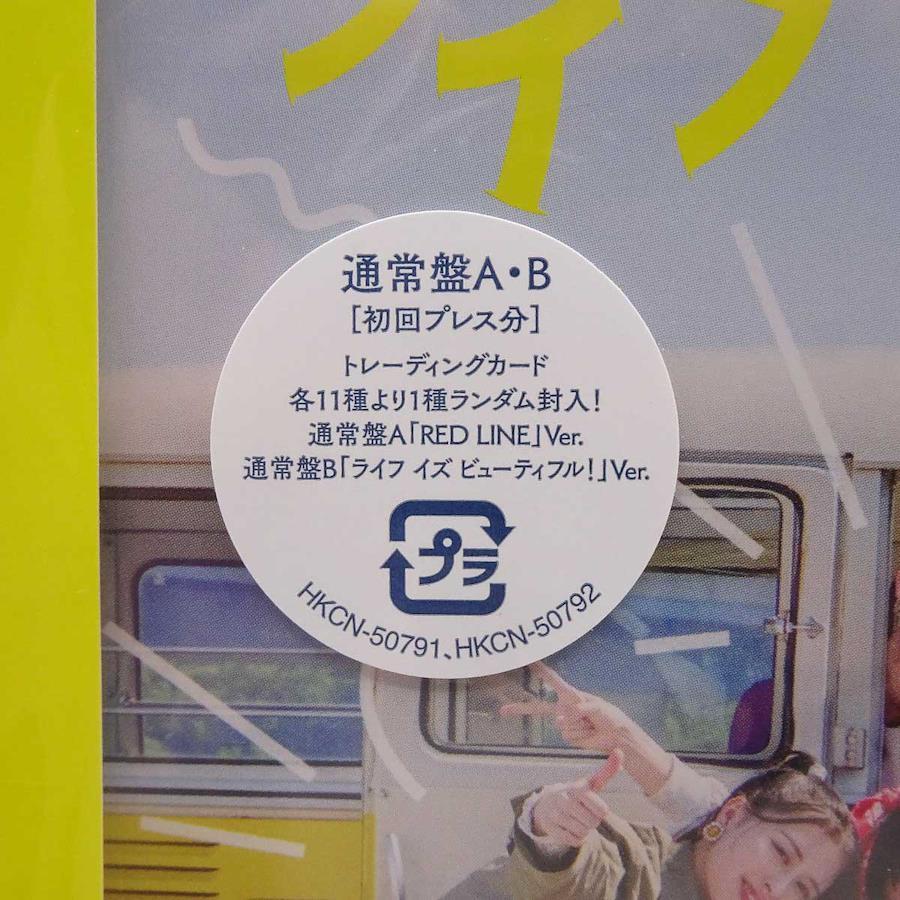 ライフ
通常盤A・B
[初回プレス分]
トレーディングカード
各11種より1種ランダム封入!
通常盤A「RED LINE」Ver.
通常盤B「ライフ イズ ビューティフル!」Ver.
プラ
HKCN-50791、HKCN-50792